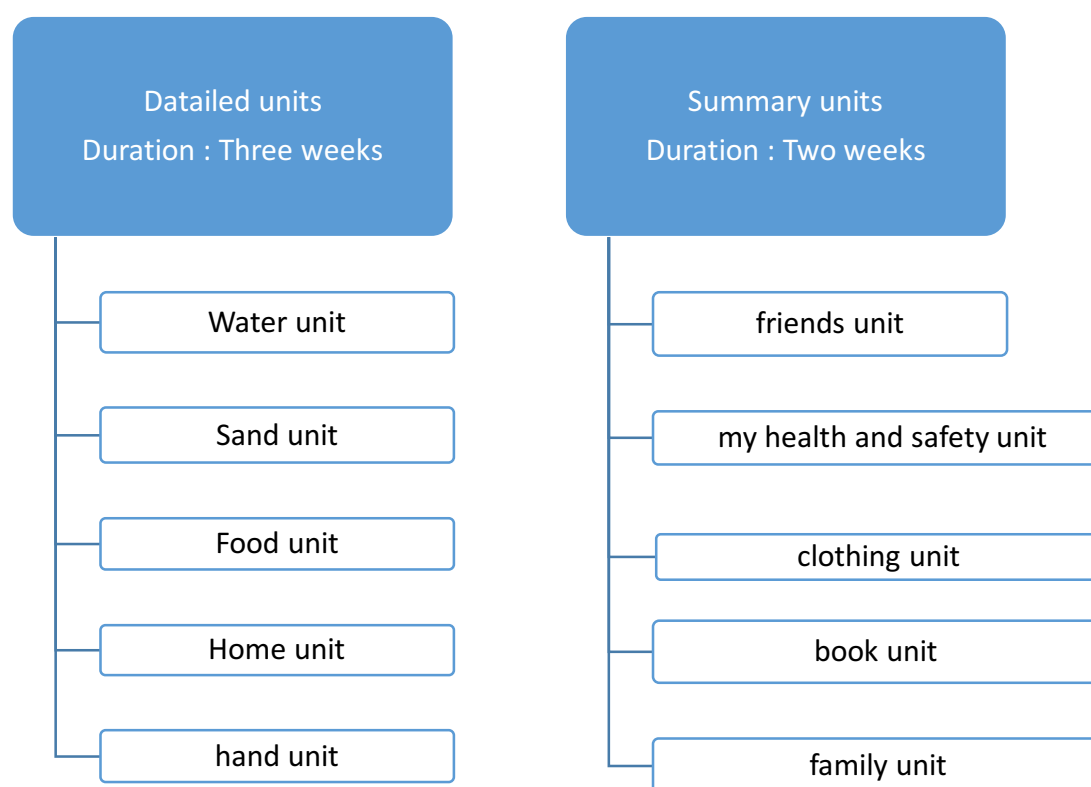 Datailed units
Duration : Three weeks
Water unit
Sand unit
Food unit
Home unit
hand unit
Summary units
Duration : Two weeks
friends unit
my health and safety unit
clothing unit
book unit
family unit